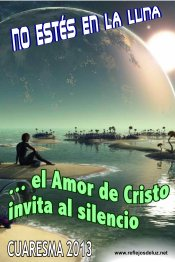 NO ESTÉS EN LA LUNA
... el Amor de Cristo
invita al silencio
CUARESMA 2013
www.reflejosdeluz.net